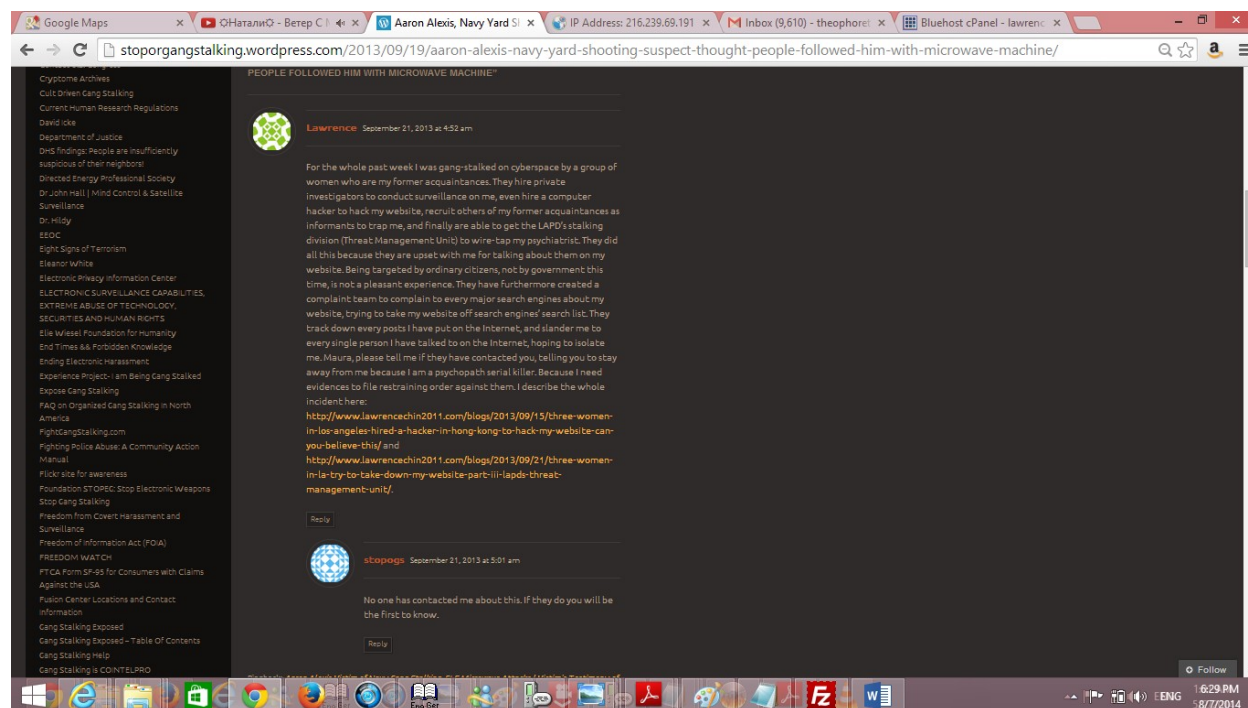 Google Maps
ОНаталиО - Ветер С
Aaron Alexis, Navy Yard S
IP Address: 216.239.69.191
Inbox (9,610) - theophoret
Bluehost cPanel - lawrenc
stoporgangstalking.wordpress.com/2013/09/19/aaron-alexis-navy-yard-shooting-suspect-thought-people-followed-him-with-microwave-machine/
Cryptome Archives
Cult Driven Gang Stalking
Current Human Research Regulations
David Icke
Department of Justice
DHS findings: People are insufficiently
suspicious of their neighbors!
Directed Energy Professional Society
Dr John Hall | Mind Control & Satellite
Surveillance
Dr. Hildy
EEOC
Eight Signs of Terrorism
Eleanor White
Electronic Privacy Information Center
ELECTRONIC SURVEILLANCE CAPABILITIES,
EXTREME ABUSE OF TECHNOLOGY,
SECURITIES AND HUMAN RIGHTS
Elie Wiesel Foundation for Humanity
End Times && Forbidden Knowledge
Ending Electronic Harassment
Experience Project- I am Being Gang Stalked
Expose Gang Stalking
FAQ on Organized Gang Stalking in North
America
FightGangStalking.com
Fighting Police Abuse: A Community Action
Manual
Flickr site for awareness
Foundation STOPEC: Stop Electronic Weapons
Stop Gang Stalking
Freedom from Covert Harassment and
Surveillance
Freedom of Information Act (FOIA)
FREEDOM WATCH
FTCA Form SF-95 for Consumers with Claims
Against the USA
Fusion Center Locations and Contact
Information
Gang Stalking Exposed
Gang Stalking Exposed – Table Of Contents
Gang Stalking Help
Gang Stalking is COINTELPRO
PEOPLE FOLLOWED HIM WITH MICROWAVE MACHINE"
Lawrence September 21, 2013 at 4:52 am
For the whole past week I was gang-stalked on cyberspace by a group of
women who are my former acquaintances. They hire private
investigators to conduct surveillance on me, even hire a computer
hacker to hack my website, recruit others of my former acquaintances as
informants to trap me, and finally are able to get the LAPD's stalking
division (Threat Management Unit) to wire-tap my psychiatrist. They did
all this because they are upset with me for talking about them on my
website. Being targeted by ordinary citizens, not by government this
time, is not a pleasant experience. They have furthermore created a
complaint team to complain to every major search engines about my
website, trying to take my website off search engines' search list. They
track down every posts I have put on the Internet, and slander me to
every single person I have talked to on the Internet, hoping to isolate
me. Maura, please tell me if they have contacted you, telling you to stay
away from me because I am a psychopath serial killer. Because I need
evidences to file restraining order against them. I describe the whole
incident here:
http://www.lawrencechin2011.com/blogs/2013/09/15/three-women-
in-los-angeles-hired-a-hacker-in-hong-kong-to-hack-my-website-can-
you-believe-this/ and
http://www.lawrencechin2011.com/blogs/2013/09/21/three-women-
in-la-try-to-take-down-my-website-part-iii-lapds-threat-
management-unit/.
Reply
stopogs September 21, 2013 at 5:01 am
No one has contacted me about this. If they do you will be
the first to know.
Reply
Follow
Eng Ger
ENG
6:29 PM
8/7/2014